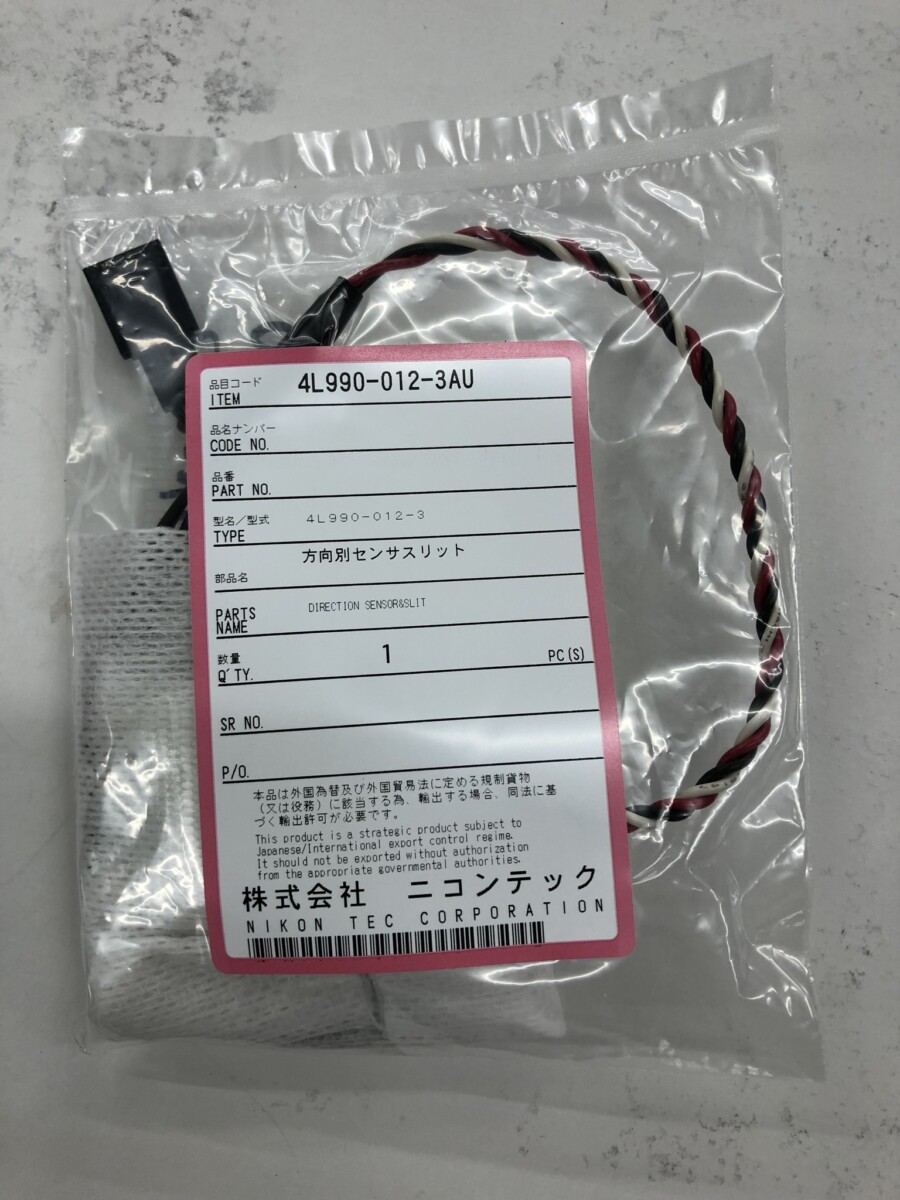 品目コード
ITEM 4L990-012-3AU
品名ナンバー
CODE NO.
品番
PART NO.
型名/型式 4L990-012-3
TYPE
方向別センサスリット
部品名
PARTS NAME DIRECTION SENSOR&SLIT
数量
Q'TY. 1 PC(S)
SR NO.
P/O.
本品は外国為替及び外国貿易法に定める規制貨物
(又は役務)に該当する為、輸出する場合、同法に基
づく輸出許可が必要です。
This product is a strategic product subject to
Japanese/International export control regime.
It should not be exported without authorization
from the appropriate governmental authorities.
株式会社 ニコンテック
NIKON TEC CORPORATION